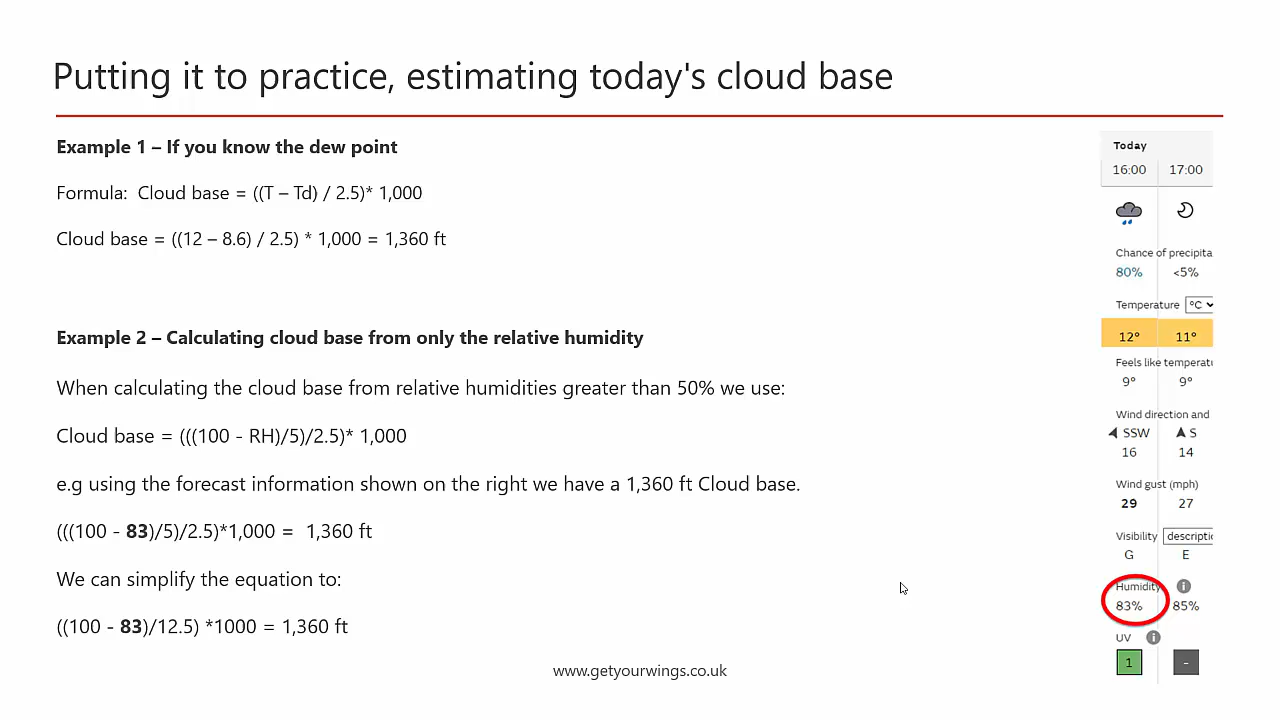 Putting it to practice, estimating today's cloud base
Example 1 – If you know the dew point
Formula:  Cloud base = ((T – Td) / 2.5)* 1,000
Cloud base = ((12 – 8.6) / 2.5) * 1,000 = 1,360 ft
Example 2 – Calculating cloud base from only the relative humidity
When calculating the cloud base from relative humidities greater than 50% we use:
Cloud base = (((100 - RH)/5)/2.5)* 1,000
e.g using the forecast information shown on the right we have a 1,360 ft Cloud base.
(((100 - 83)/5)/2.5)*1,000 =  1,360 ft
We can simplify the equation to:
((100 - 83)/12.5) *1000 = 1,360 ft
www.getyourwings.co.uk
Today
16:00 17:00
Chance of precipita
80% <5%
Temperature °C
12° 11°
Feels like temperatu
9° 9°
Wind direction and
SSW S
16 14
Wind gust (mph)
29 27
Visibility descriptic
G E
Humidity i
83% 85%
UV i
1 -